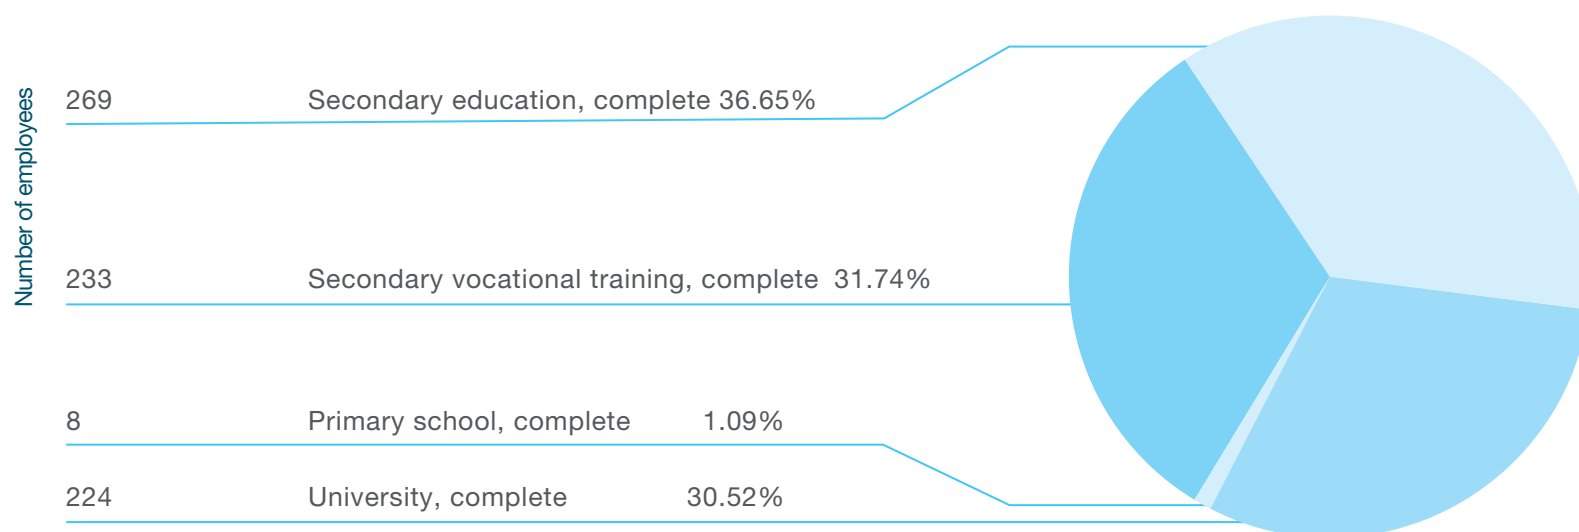 Number of employees
269 Secondary education, complete 36.65%
233 Secondary vocational training, complete 31.74%
8 Primary school, complete 1.09%
224 University, complete 30.52%